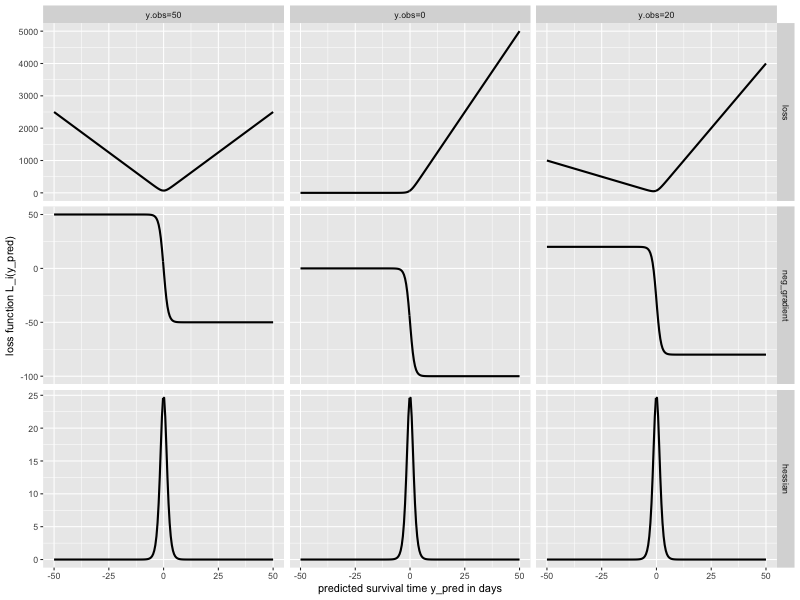 y.obs=50 y.obs=0 y.obs=20
5000
4000
3000
2000
1000
0
loss
50
0
-50
-100
neg_gradient
25
20
15
10
5
0
hessian
loss function L_i(y_pred)
-50 -25 0 25 50 -50 -25 0 25 50 -50 -25 0 25 50
predicted survival time y_pred in days